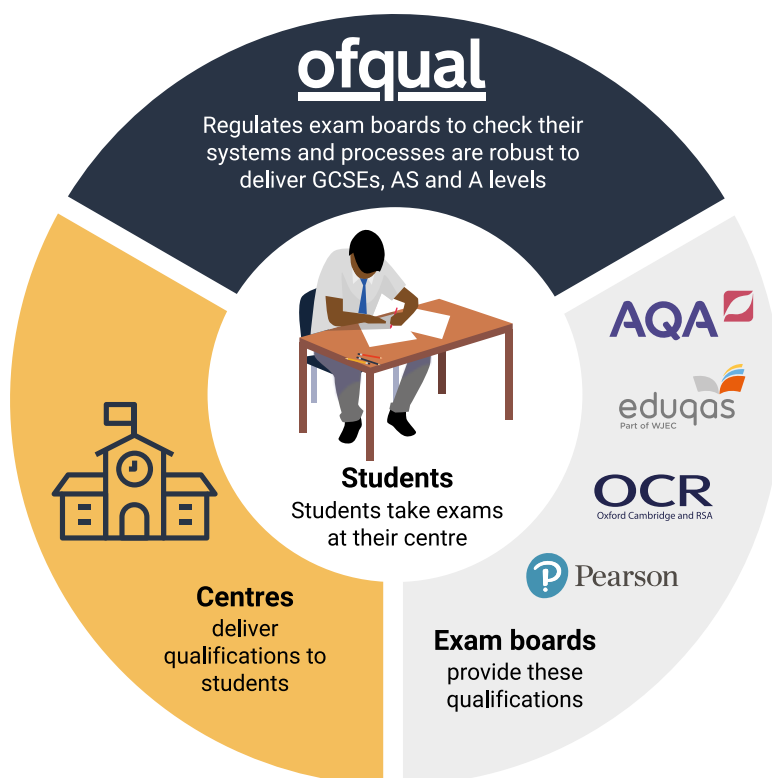 ofqual
Regulates exam boards to check their
systems and processes are robust to
deliver GCSEs, AS and A levels
AQA
eduqas
Part of WJEC
OCR
Oxford Cambridge and RSA
Pearson
Exam boards
provide these
qualifications
Students
Students take exams
at their centre
Centres
deliver
qualifications to
students